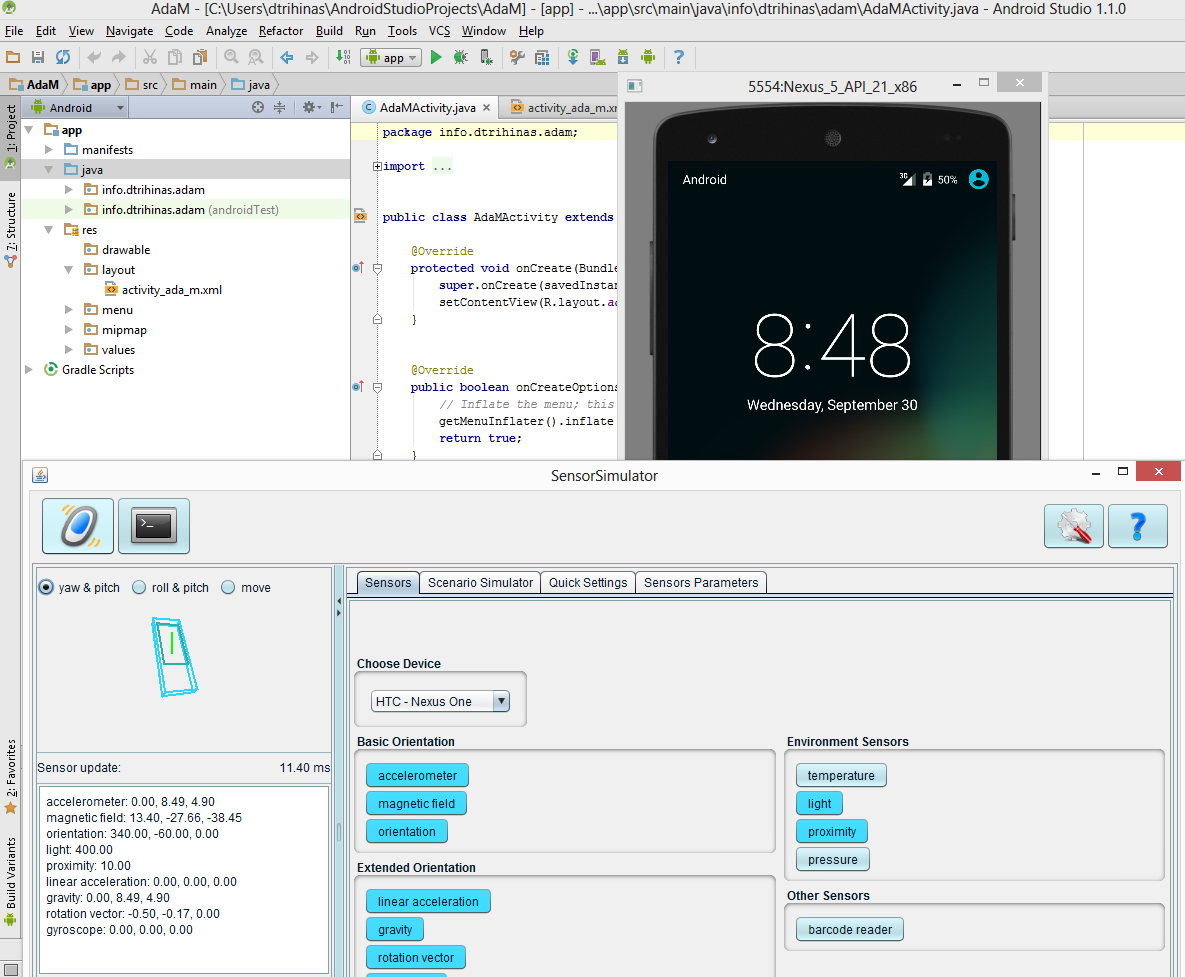 AdaM - [C:\Users\dtrihinas\AndroidStudioProjects\AdaM] - [app] - ...\app\src\main\java\info\dtrihinas\adam\AdaMActivity.java - Android Studio 1.1.0
File Edit View Navigate Code Analyze Refactor Build Run Tools VCS Window Help
app
AdaM app src main java
1: Project
7: Structure
2: Favorites
Build Variants
Android
app
manifests
java
info.dtrihinas.adam
info.dtrihinas.adam (androidTest)
res
drawable
layout
activity_ada_m.xml
menu
mipmap
values
Gradle Scripts
AdaMActivity.java activity_ada_m.xm
package info.dtrihinas.adam;
import ...
public class AdaMActivity extends
@Override
protected void onCreate(Bundle
super.onCreate(savedInstan
setContentView(R.layout.ac
}
@Override
public boolean onCreateOptions
// Inflate the menu; this
getMenuInflater().inflate
return true;
}
5554:Nexus_5_API_21_x86
Android 3G 50%
8:48
Wednesday, September 30
SensorSimulator
yaw & pitch roll & pitch move
Sensor update: 11.40 ms
accelerometer: 0.00, 8.49, 4.90
magnetic field: 13.40, -27.66, -38.45
orientation: 340.00, -60.00, 0.00
light: 400.00
proximity: 10.00
linear acceleration: 0.00, 0.00, 0.00
gravity: 0.00, 8.49, 4.90
rotation vector: -0.50, -0.17, 0.00
gyroscope: 0.00, 0.00, 0.00
Sensors Scenario Simulator Quick Settings Sensors Parameters
Choose Device
HTC - Nexus One
Basic Orientation
accelerometer
magnetic field
orientation
Extended Orientation
linear acceleration
gravity
rotation vector
Environment Sensors
temperature
light
proximity
pressure
Other Sensors
barcode reader